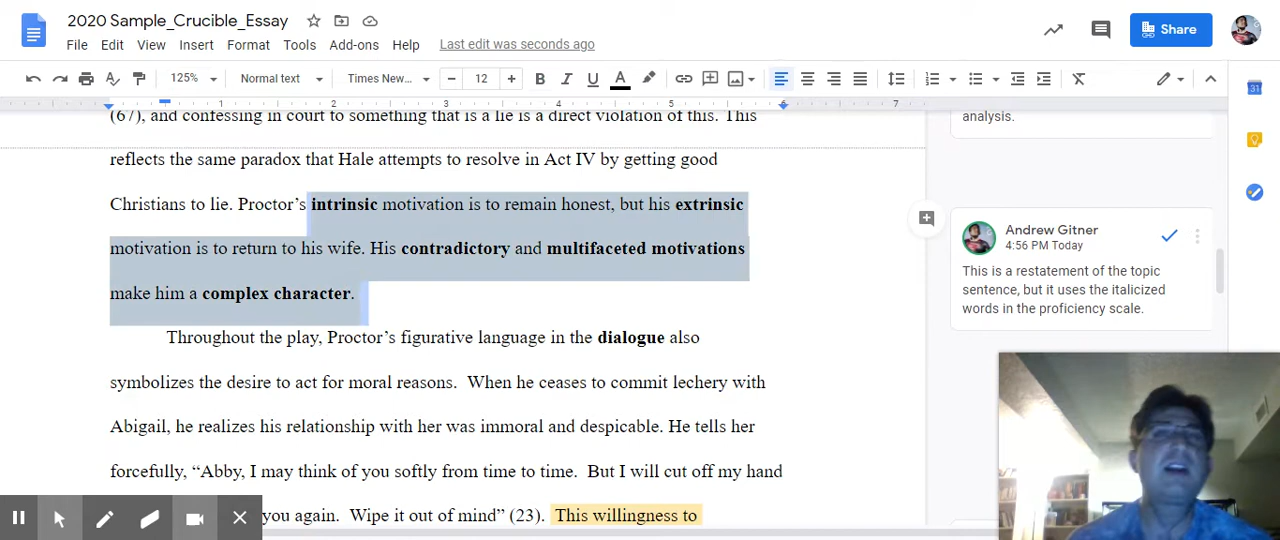 2020 Sample_Crucible_Essay
File Edit View Insert Format Tools Add-ons Help Last edit was seconds ago
Share
125% Normal text Times New... - 12 + B I U A
1 2 3 4 5 6 7
(67), and confessing in court to something that is a lie is a direct violation of this. This
reflects the same paradox that Hale attempts to resolve in Act IV by getting good
Christians to lie. Proctor’s intrinsic motivation is to remain honest, but his extrinsic
motivation is to return to his wife. His contradictory and multifaceted motivations
make him a complex character.
Throughout the play, Proctor’s figurative language in the dialogue also
symbolizes the desire to act for moral reasons. When he ceases to commit lechery with
Abigail, he realizes his relationship with her was immoral and despicable. He tells her
forcefully, “Abby, I may think of you softly from time to time. But I will cut off my hand
you again. Wipe it out of mind” (23). This willingness to
analysis.
Andrew Gitner
4:56 PM Today
This is a restatement of the topic
sentence, but it uses the italicized
words in the proficiency scale.
31